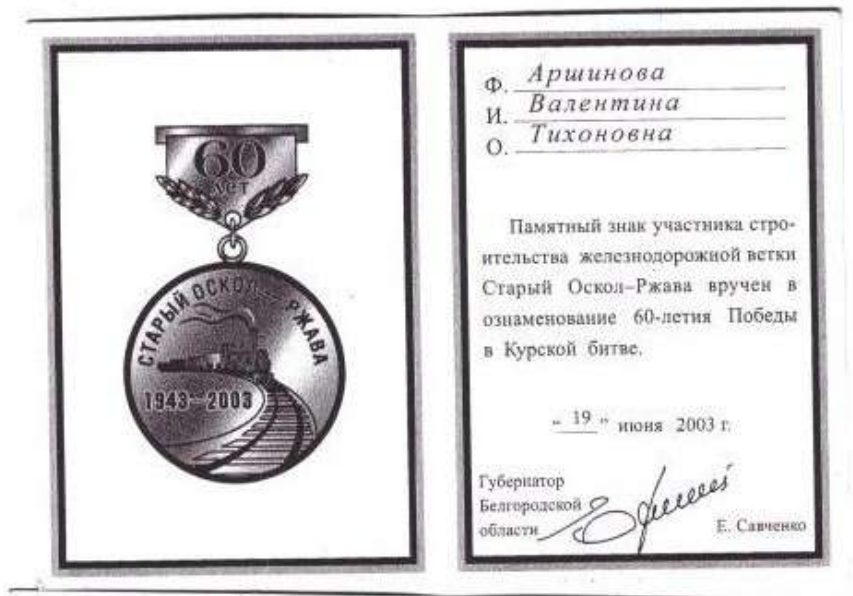 60
лет
СТАРЫЙ ОСКОЛ — РЖАВА
1943-2003
Ф. Аршинова
И. Валентина
О. Тихоновна
Памятный знак участника стро-
ительства железнодорожной ветки
Старый Оскол–Ржава вручен в
ознаменование 60-летия Победы
в Курской битве.
" 19 " июня 2003 г.
Губернатор
Белгородской
области
Е. Савченко